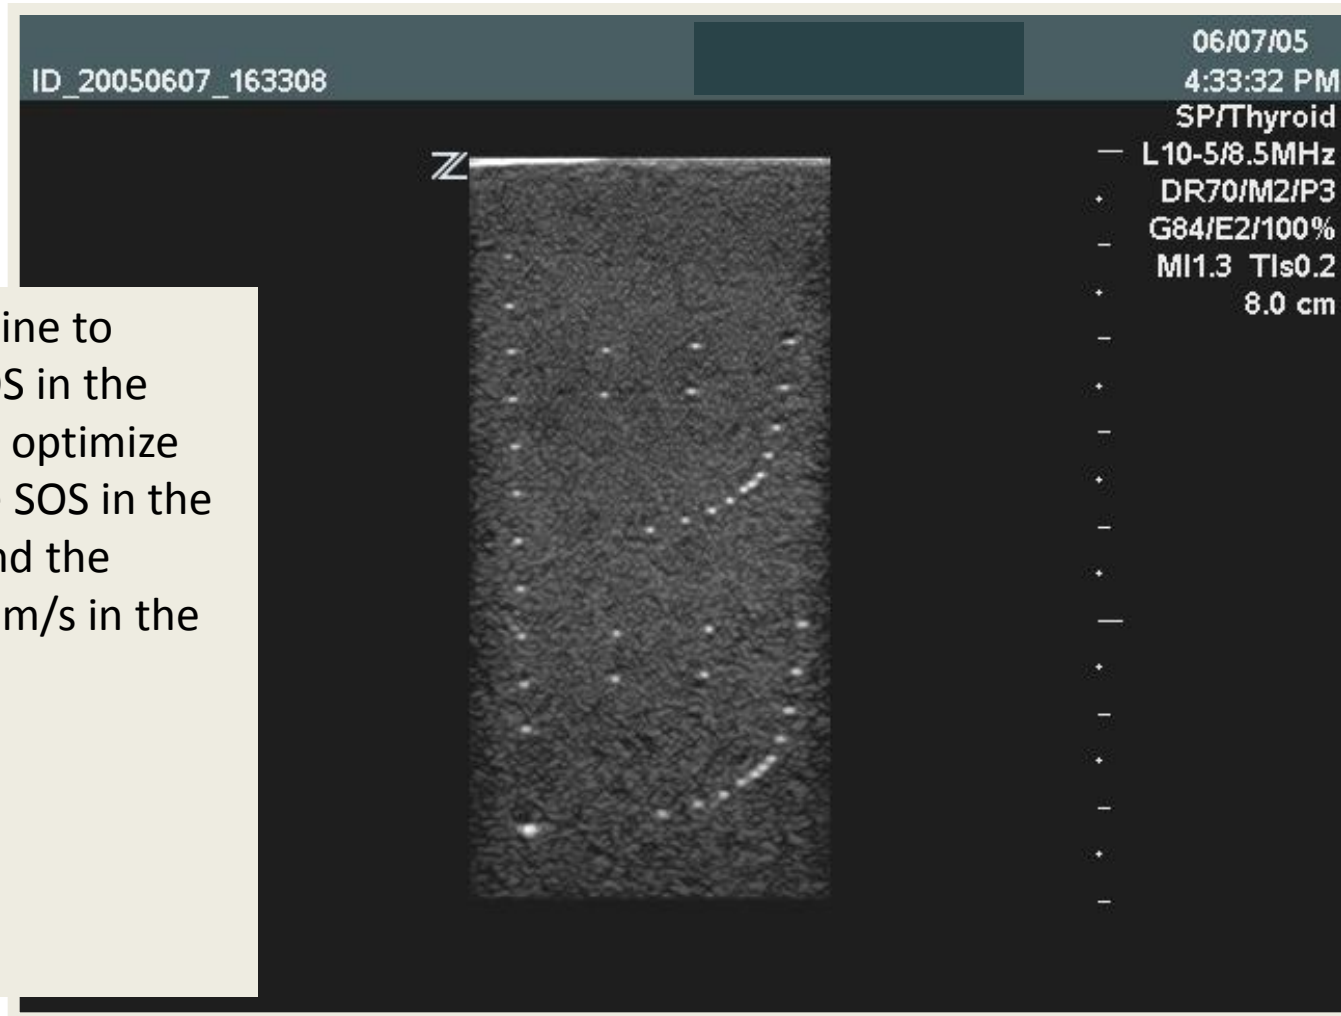 06/07/05
ID_20050607_163308
4:33:32 PM
SP/Thyroid
Z
L10-5/8.5MHz
DR70/M2/P3
G84/E2/100%
MI1.3 TIs0.2
8.0 cm
ine to
S in the
optimize
SOS in the
nd the
m/s in the